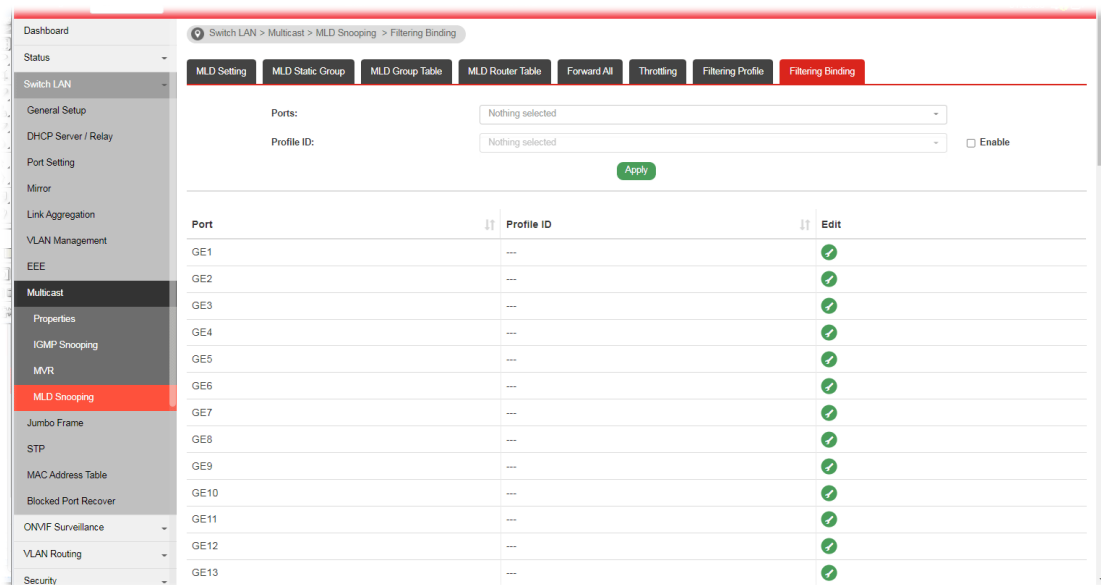 Dashboard
Status
Switch LAN
General Setup
DHCP Server / Relay
Port Setting
Mirror
Link Aggregation
VLAN Management
EEE
Multicast
Properties
IGMP Snooping
MVR
MLD Snooping
Jumbo Frame
STP
MAC Address Table
Blocked Port Recover
ONVIF Surveillance
VLAN Routing
Security
Switch LAN > Multicast > MLD Snooping > Filtering Binding
MLD Setting MLD Static Group MLD Group Table MLD Router Table Forward All Throttling Filtering Profile Filtering Binding
Ports: Nothing selected
Profile ID: Nothing selected Enable
Apply
Port Profile ID Edit
GE1 ---
GE2 ---
GE3 ---
GE4 ---
GE5 ---
GE6 ---
GE7 ---
GE8 ---
GE9 ---
GE10 ---
GE11 ---
GE12 ---
GE13 ---